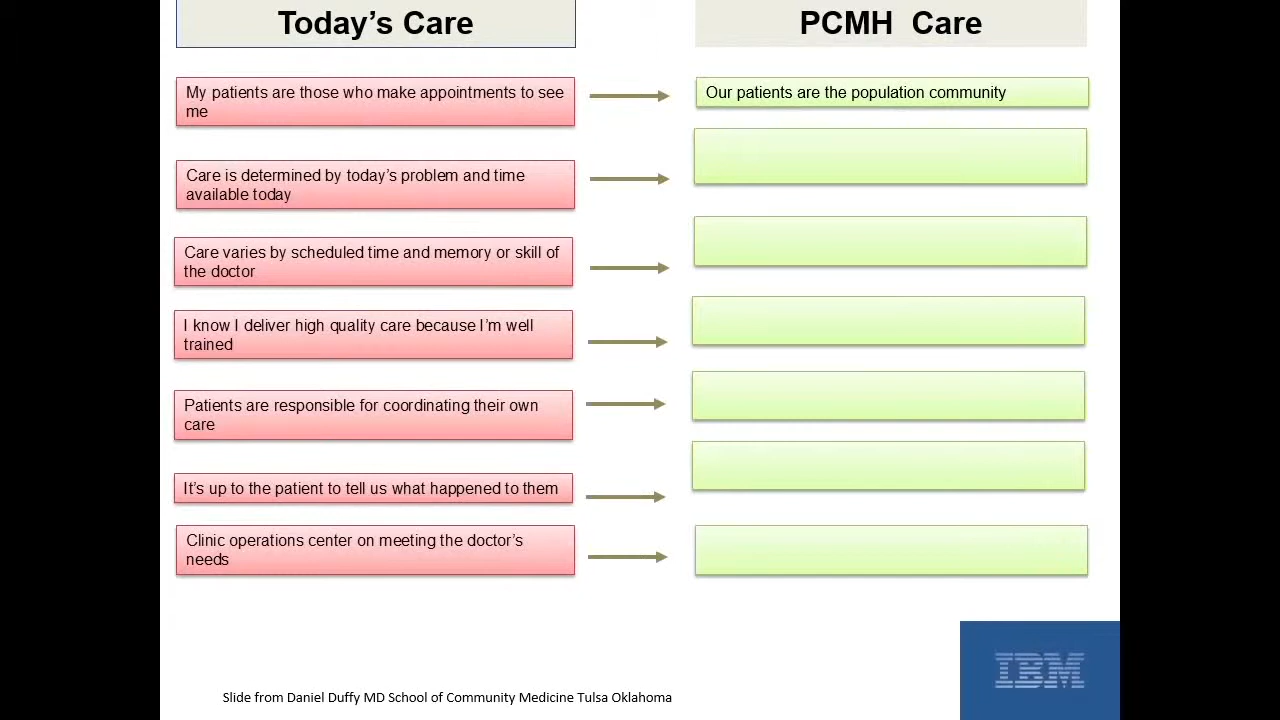 Today's Care
PCMH Care
My patients are those who make appointments to see
me
Our patients are the population community
Care is determined by today's problem and time
available today
Care varies by scheduled time and memory or skill of
the doctor
I know I deliver high quality care because I'm well
trained
Patients are responsible for coordinating their own
care
It's up to the patient to tell us what happened to them
Clinic operations center on meeting the doctor's
needs
IBM
Slide from Daniel Duffy MD School of Community Medicine Tulsa Oklahoma